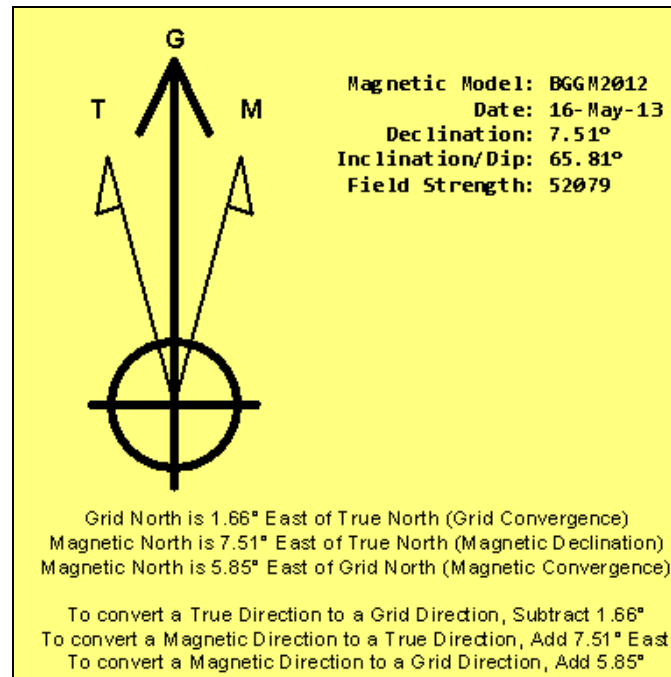 G
T
M
Magnetic Model: BGGM2012
Date: 16-May-13
Declination: 7.51°
Inclination/Dip: 65.81°
Field Strength: 52079
Grid North is 1.66° East of True North (Grid Convergence)
Magnetic North is 7.51° East of True North (Magnetic Declination)
Magnetic North is 5.85° East of Grid North (Magnetic Convergence)
To convert a True Direction to a Grid Direction, Subtract 1.66°
To convert a Magnetic Direction to a True Direction, Add 7.51° East
To convert a Magnetic Direction to a Grid Direction, Add 5.85°